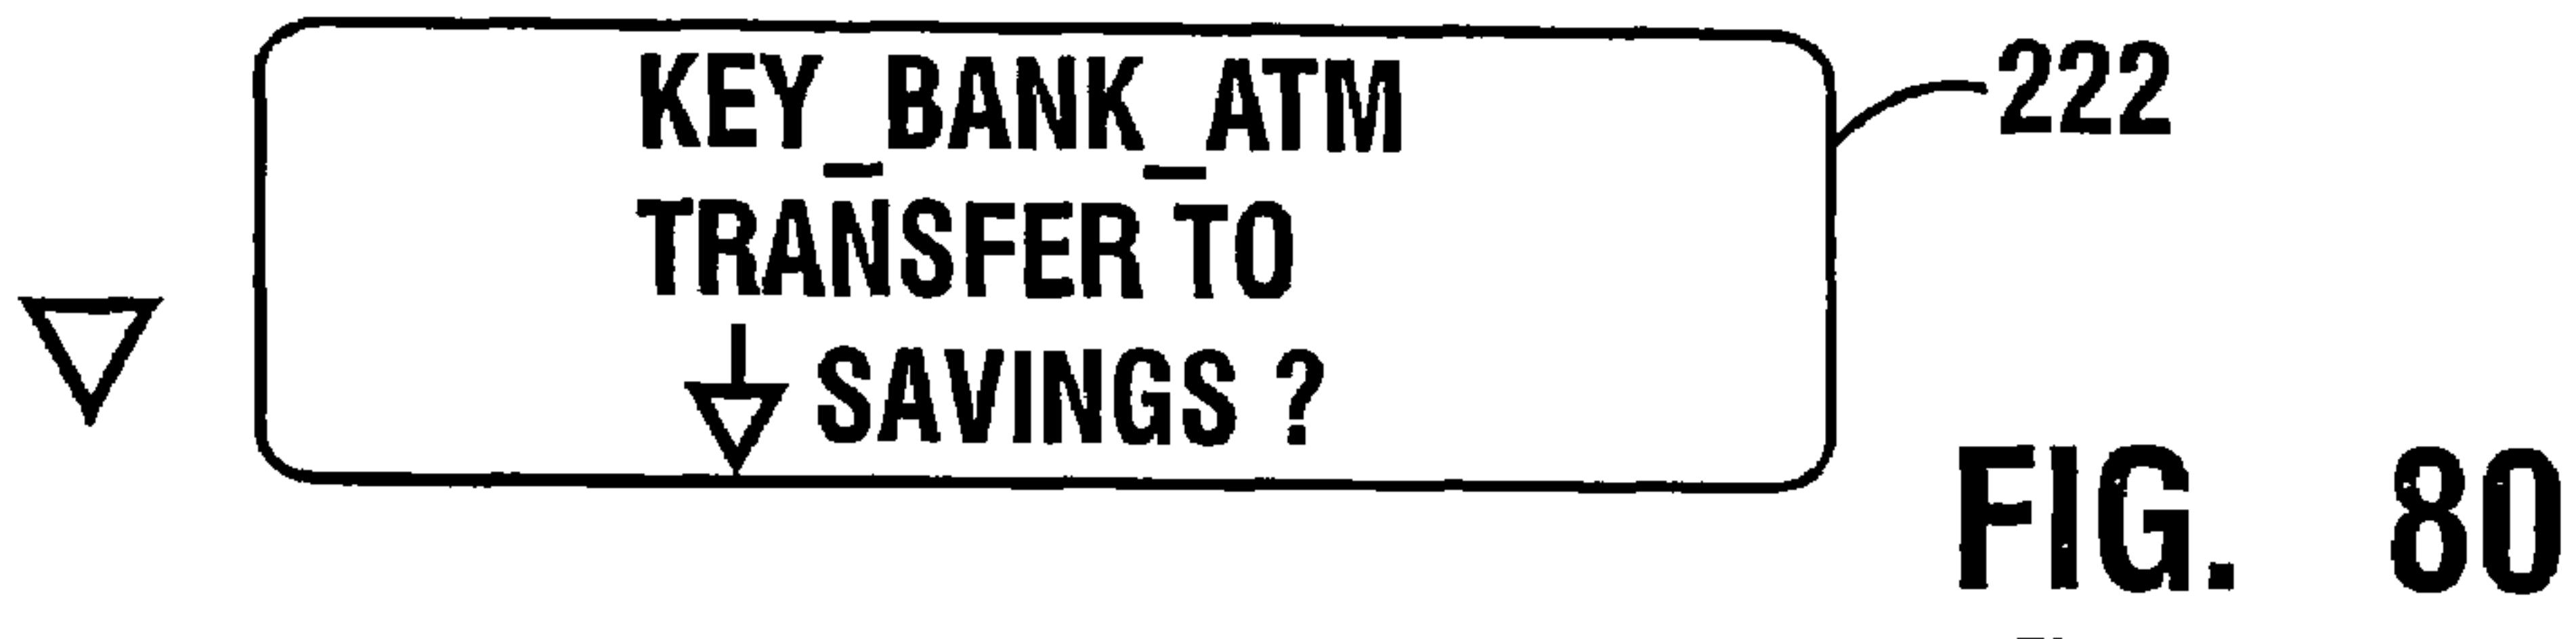 KEY_BANK_ATM
TRANSFER TO
SAVINGS ?
222
FIG. 80